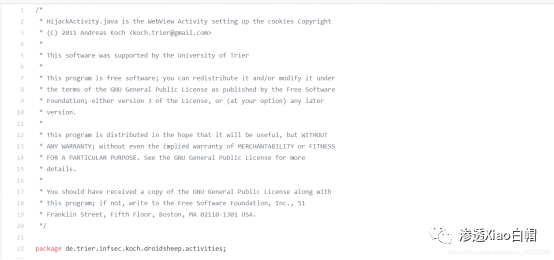 1 /*
2 * HijackActivity.java is the WebView Activity setting up the cookies Copyright
3 * (C) 2011 Andreas Koch <koch.trier@gmail.com>
4 *
5 * This software was supported by the University of Trier
6 *
7 * This program is free software; you can redistribute it and/or modify it under
8 * the terms of the GNU General Public License as published by the Free Software
9 * Foundation; either version 3 of the License, or (at your option) any later
10 * version.
11 *
12 * This program is distributed in the hope that it will be useful, but WITHOUT
13 * ANY WARRANTY; without even the implied warranty of MERCHANTABILITY or FITNESS
14 * FOR A PARTICULAR PURPOSE. See the GNU General Public License for more
15 * details.
16 *
17 * You should have received a copy of the GNU General Public License along with
18 * this program; if not, write to the Free Software Foundation, Inc., 51
19 * Franklin Street, Fifth Floor, Boston, MA 02110-1301 USA.
20 */
21
22 package de.trier.infsec.koch.droidsheep.activities;
渗透Xiao白帽